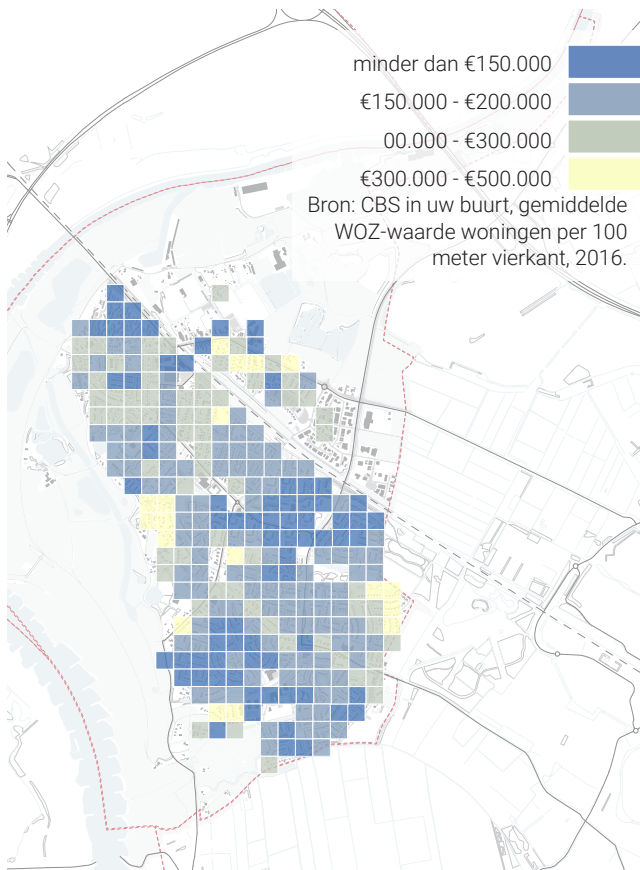 minder dan €150.000
€150.000 - €200.000
00.000 - €300.000
€300.000 - €500.000
Bron: CBS in uw buurt, gemiddelde
WOZ-waarde woningen per 100
meter vierkant, 2016.